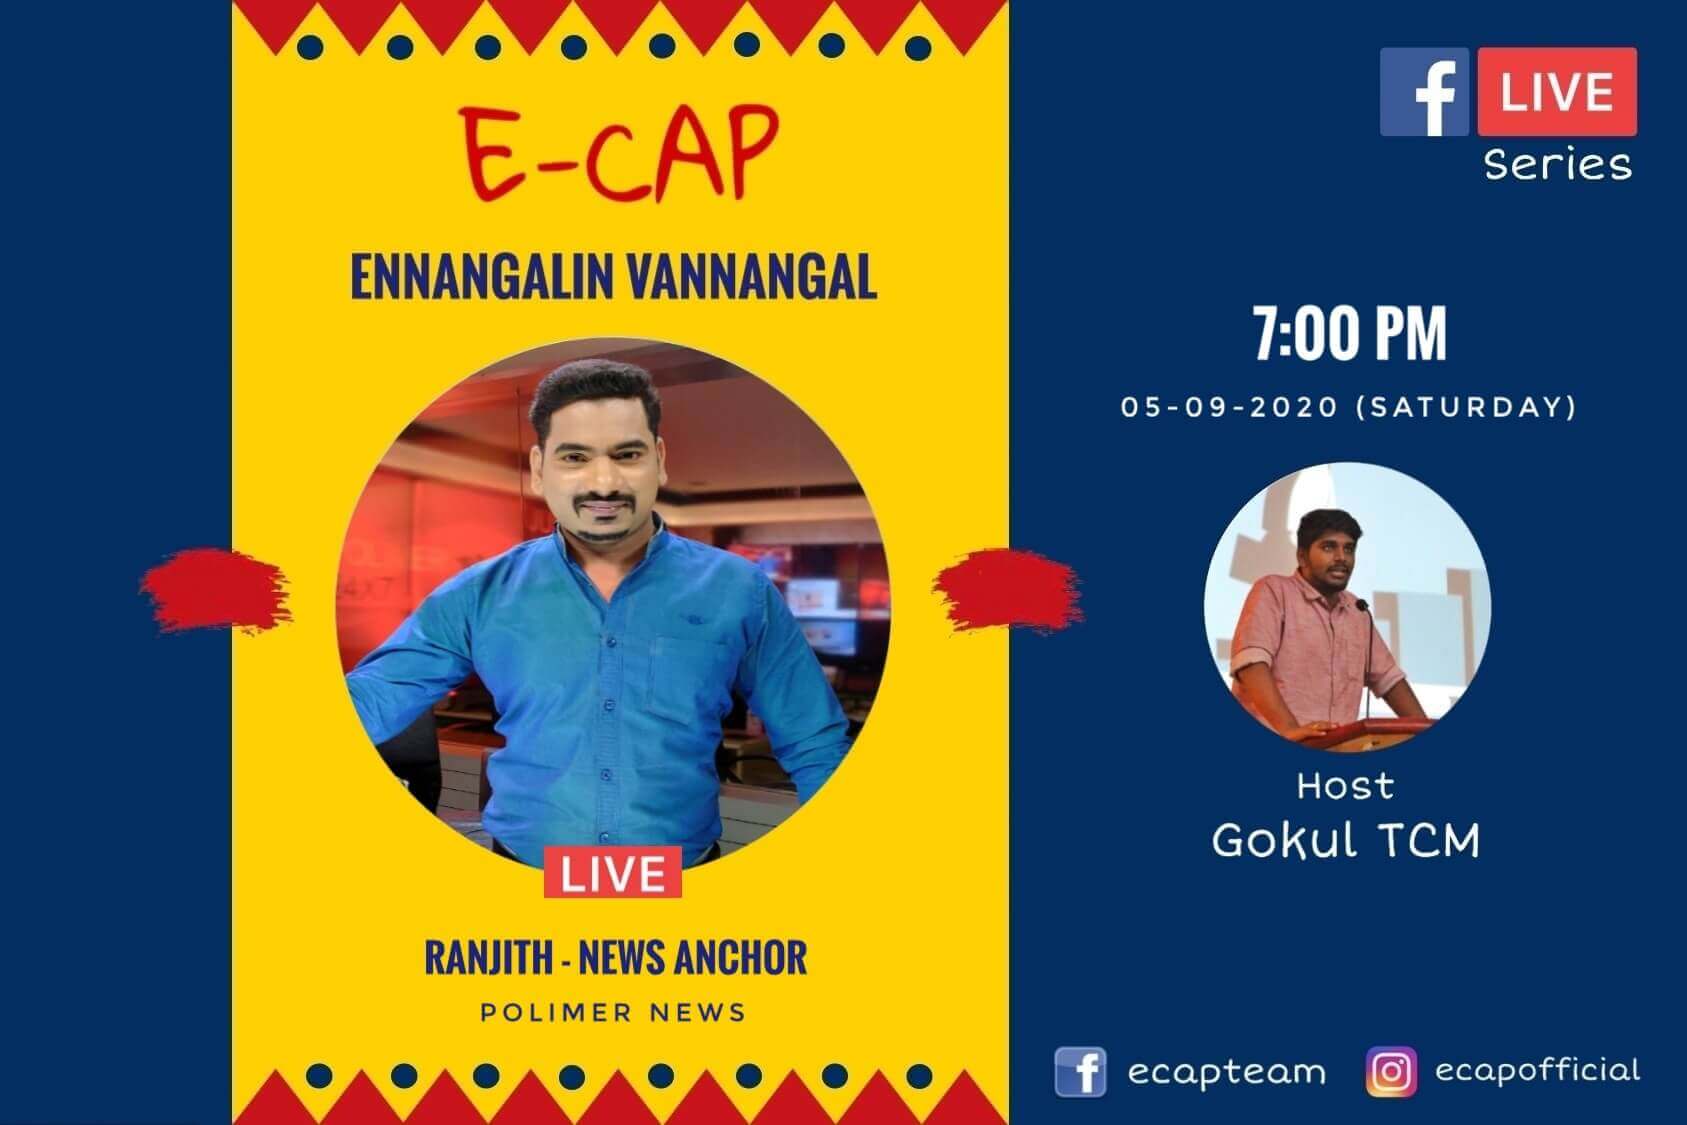 E-CAP
ENNANGALIN VANNANGAL
LIVE
RANJITH - NEWS ANCHOR
POLIMER NEWS
f LIVE
Series
7:00 PM
05-09-2020 (SATURDAY)
Host
Gokul TCM
f ecapteam
ecapofficial